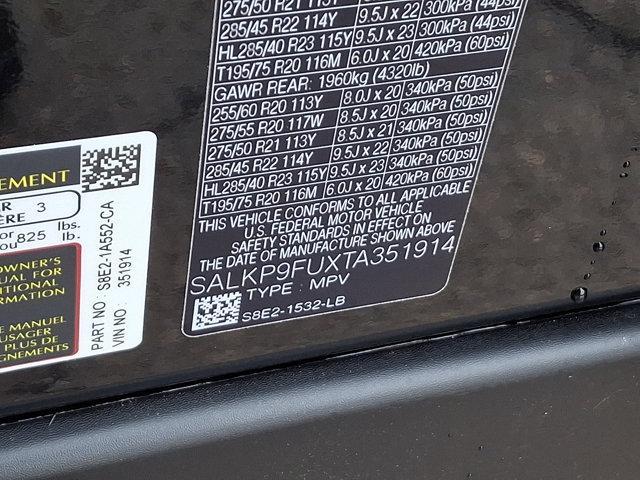 275/50 R21 113Y
285/45 R22 114Y 9.5J x 22 300kPa (44psi)
HL285/40 R23 115Y 9.5J x 23 300kPa (44psi)
T195/75 R20 116M 6.0J x 20 420kPa (60psi)
GAWR REAR: 1960kg (4320lb)
255/60 R20 113Y 8.0J x 20 340kPa (50psi)
275/55 R20 117W 8.5J x 20 340kPa (50psi)
275/50 R21 113Y 8.5J x 21 340kPa (50psi)
285/45 R22 114Y 9.5J x 22 340kPa (50psi)
HL285/40 R23 115Y 9.5J x 23 340kPa (50psi)
T195/75 R20 116M 6.0J x 20 420kPa (60psi)
THIS VEHICLE CONFORMS TO ALL APPLICABLE
U.S. FEDERAL MOTOR VEHICLE
SAFETY STANDARDS IN EFFECT ON
THE DATE OF MANUFACTURE SHOWN ABOVE
SALKP9FUXTA351914
TYPE : MPV
S8E2-1532-LB
EMENT
R 3
ÈRE
or lbs.
ou 825 lb.
OWNER'S
UAL FOR
DITIONAL
ORMATION
E MANUEL
USAGER
PLUS DE
GNEMENTS
PART NO : S8E2-1A552-CA
VIN NO : 351914